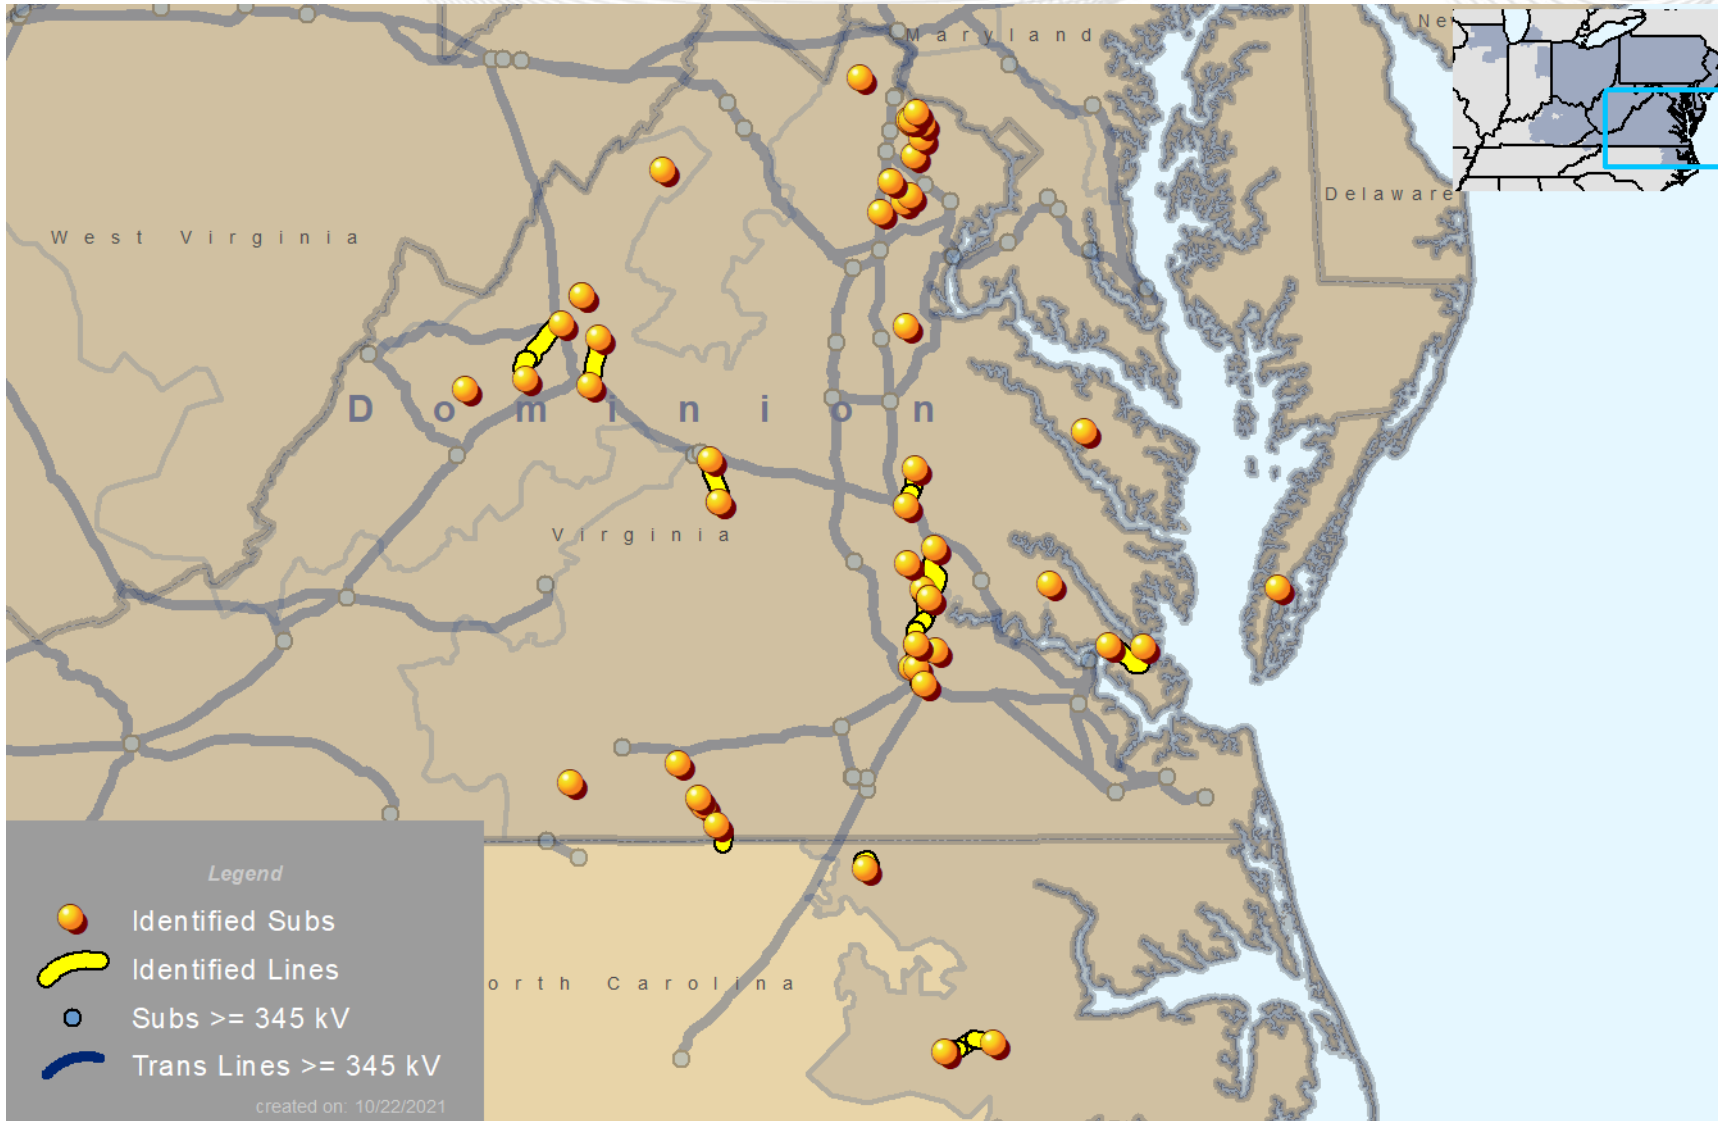 Maryland
Ne
Delaware
West Virginia
Dominion
Virginia
Legend
Identified Subs
Identified Lines
Subs >= 345 kV
Trans Lines >= 345 kV
created on: 10/22/2021
orth Carolina